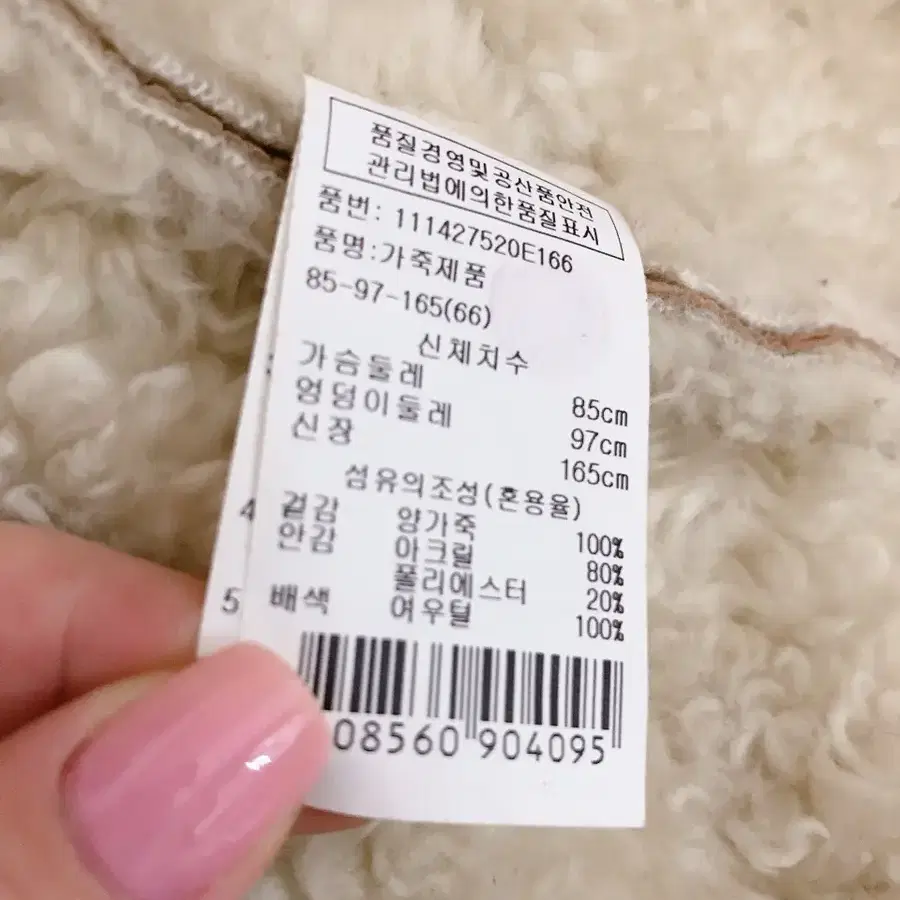 품질경영및공산품안전
관리법에의한품질표시
품번: 111427520E166
품명:가죽제품
85-97-165(66)
신체치수
가슴둘레 85cm
엉덩이둘레 97cm
신장 165cm
섬유의조성(혼용율)
겉감 양가죽 100%
안감 아크릴 80%
폴리에스터 20%
배색 여우털 100%
4
5
08560 904095